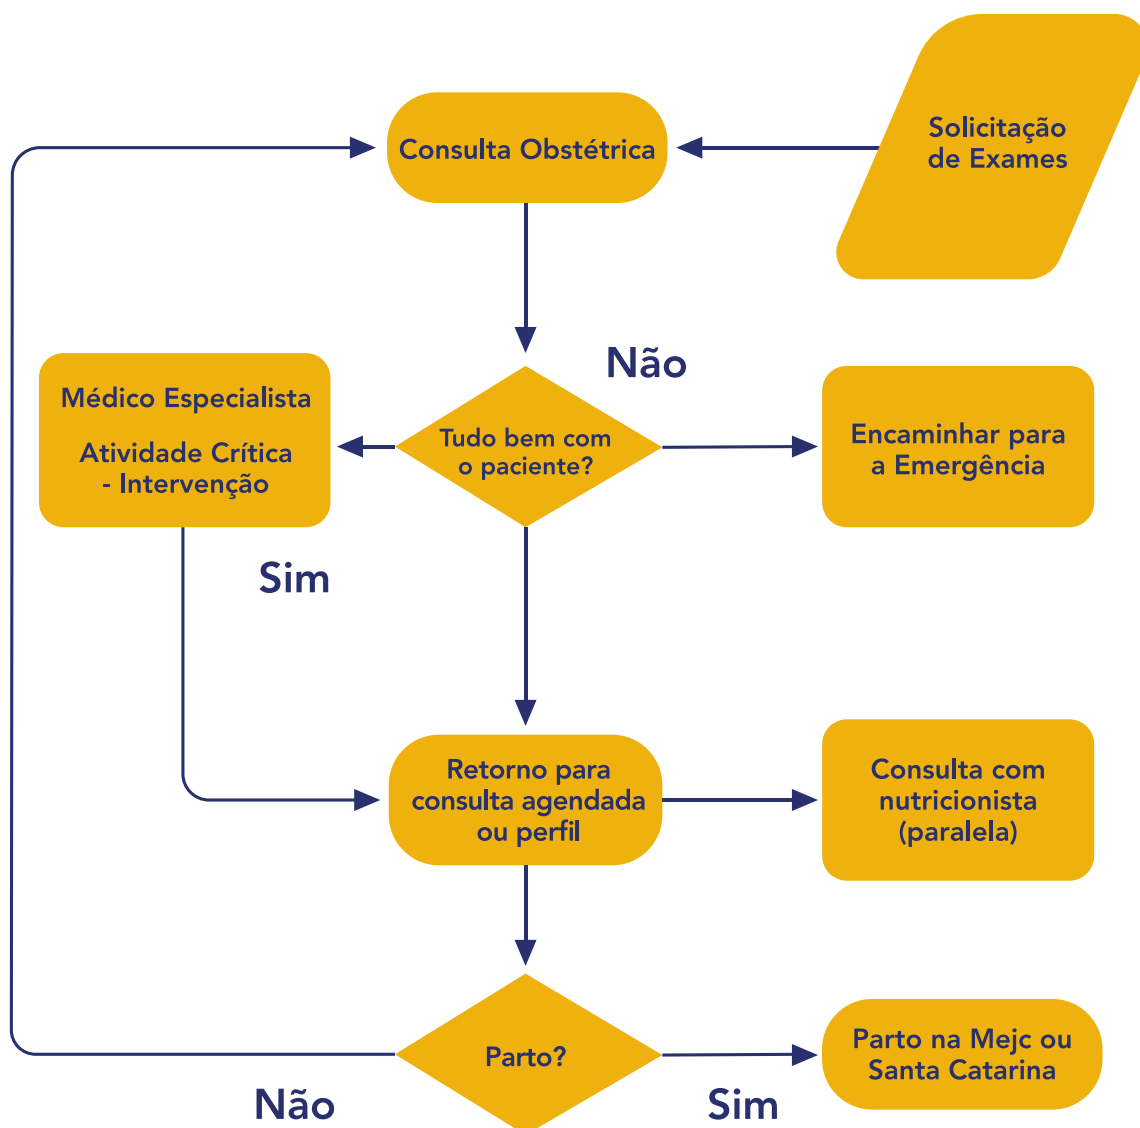 Solicitação
de Exames
Consulta Obstétrica
Não
Médico Especialista
Atividade Crítica
- Intervenção
Tudo bem com
o paciente?
Encaminhar para
a Emergência
Sim
Retorno para
consulta agendada
ou perfil
Consulta com
nutricionista
(paralela)
Parto?
Parto na Mejc ou
Santa Catarina
Não
Sim